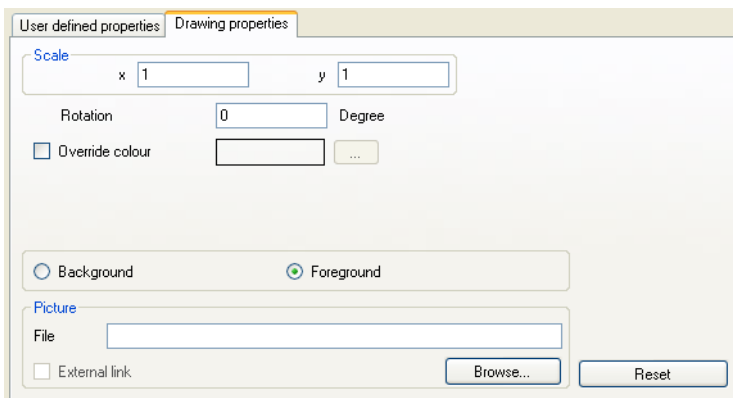 User defined properties Drawing properties
Scale
x 1 y 1
Rotation 0 Degree
Override colour ...
Background Foreground
Picture
File
External link Browse... Reset